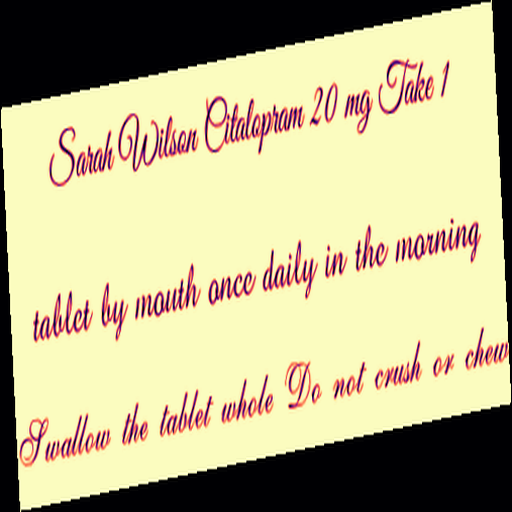 Sarah Wilson Citalopram 20 mg Take 1
tablet by mouth once daily in the morning
Swallow the tablet whole Do not crush or chew